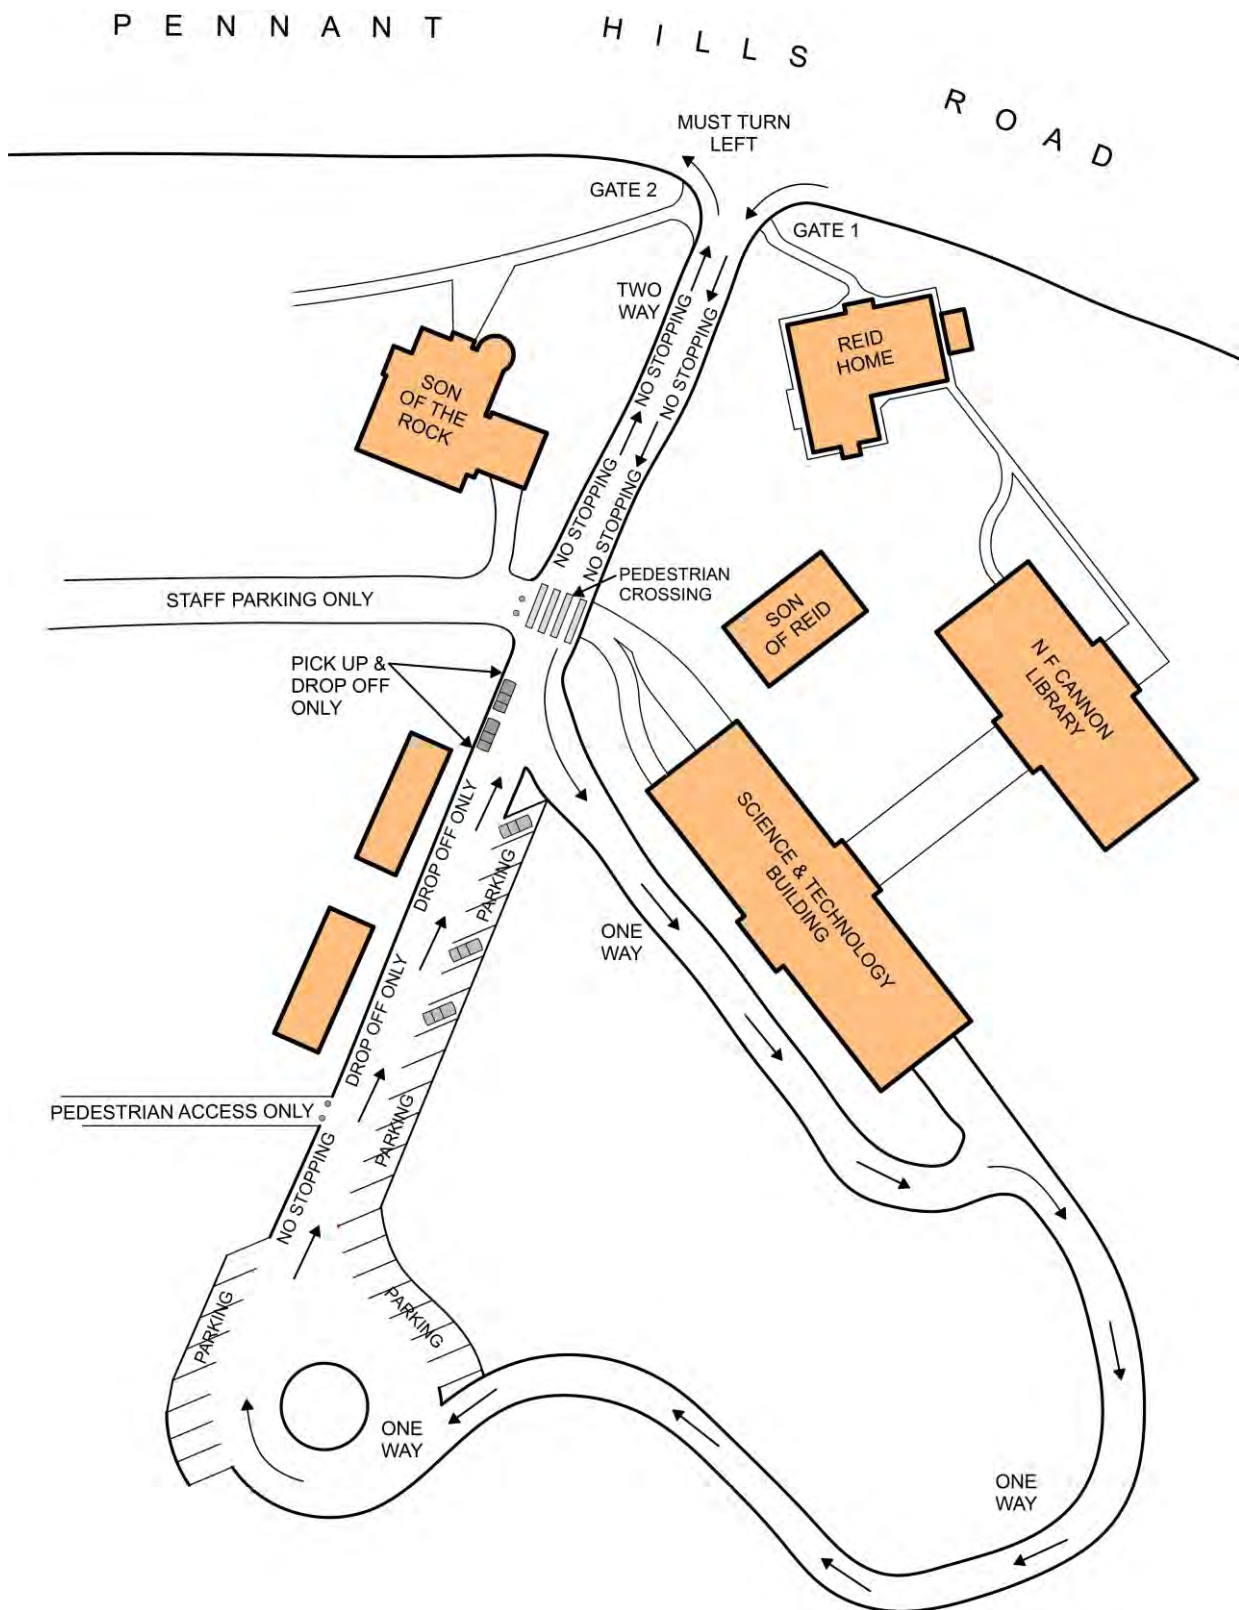 PENNANT HILLS ROAD
MUST TURN
LEFT
GATE 2
GATE 1
TWO
WAY
NO STOPPING
NO STOPPING
REID
HOME
SON
OF THE
ROCK
NO STOPPING
NO STOPPING
PEDESTRIAN
CROSSING
STAFF PARKING ONLY
SON
OF REID
N F CANNON
LIBRARY
PICK UP &
DROP OFF
ONLY
DROP OFF ONLY
PARKING
SCIENCE & TECHNOLOGY
BUILDING
ONE
WAY
DROP OFF ONLY
PEDESTRIAN ACCESS ONLY
PARKING
NO STOPPING
PARKING
PARKING
ONE
WAY
ONE
WAY